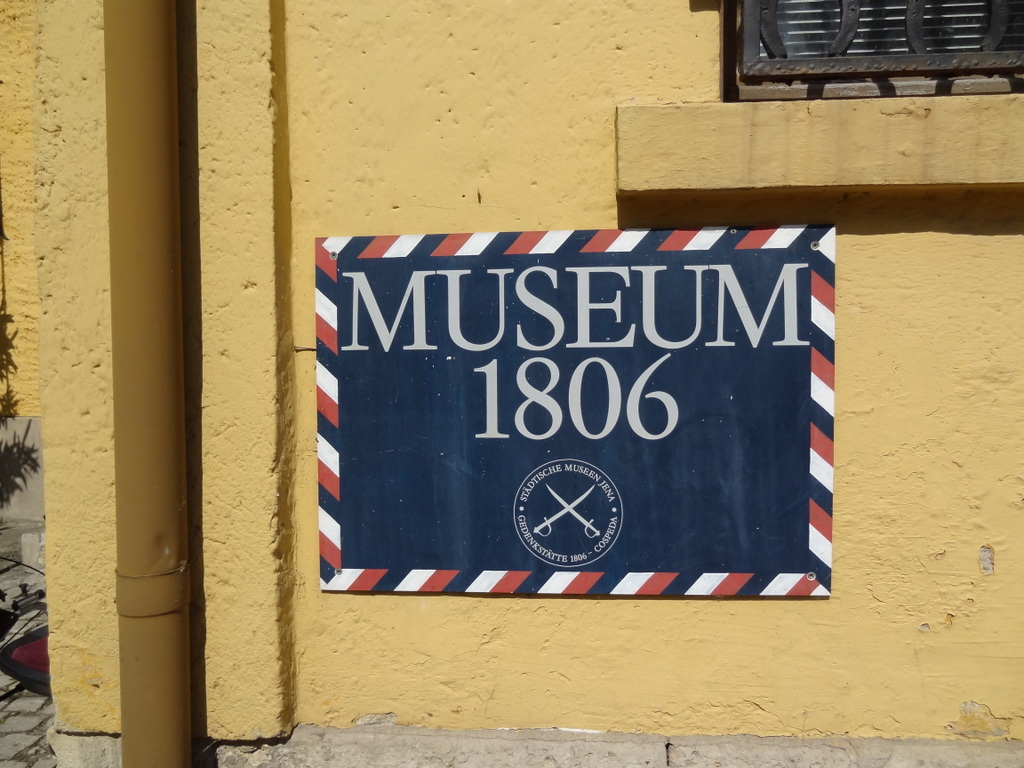 MUSEUM
1806
STÄDTISCHE MUSEEN JENA
GEDENKSTÄTTE 1806 - COSPEDA